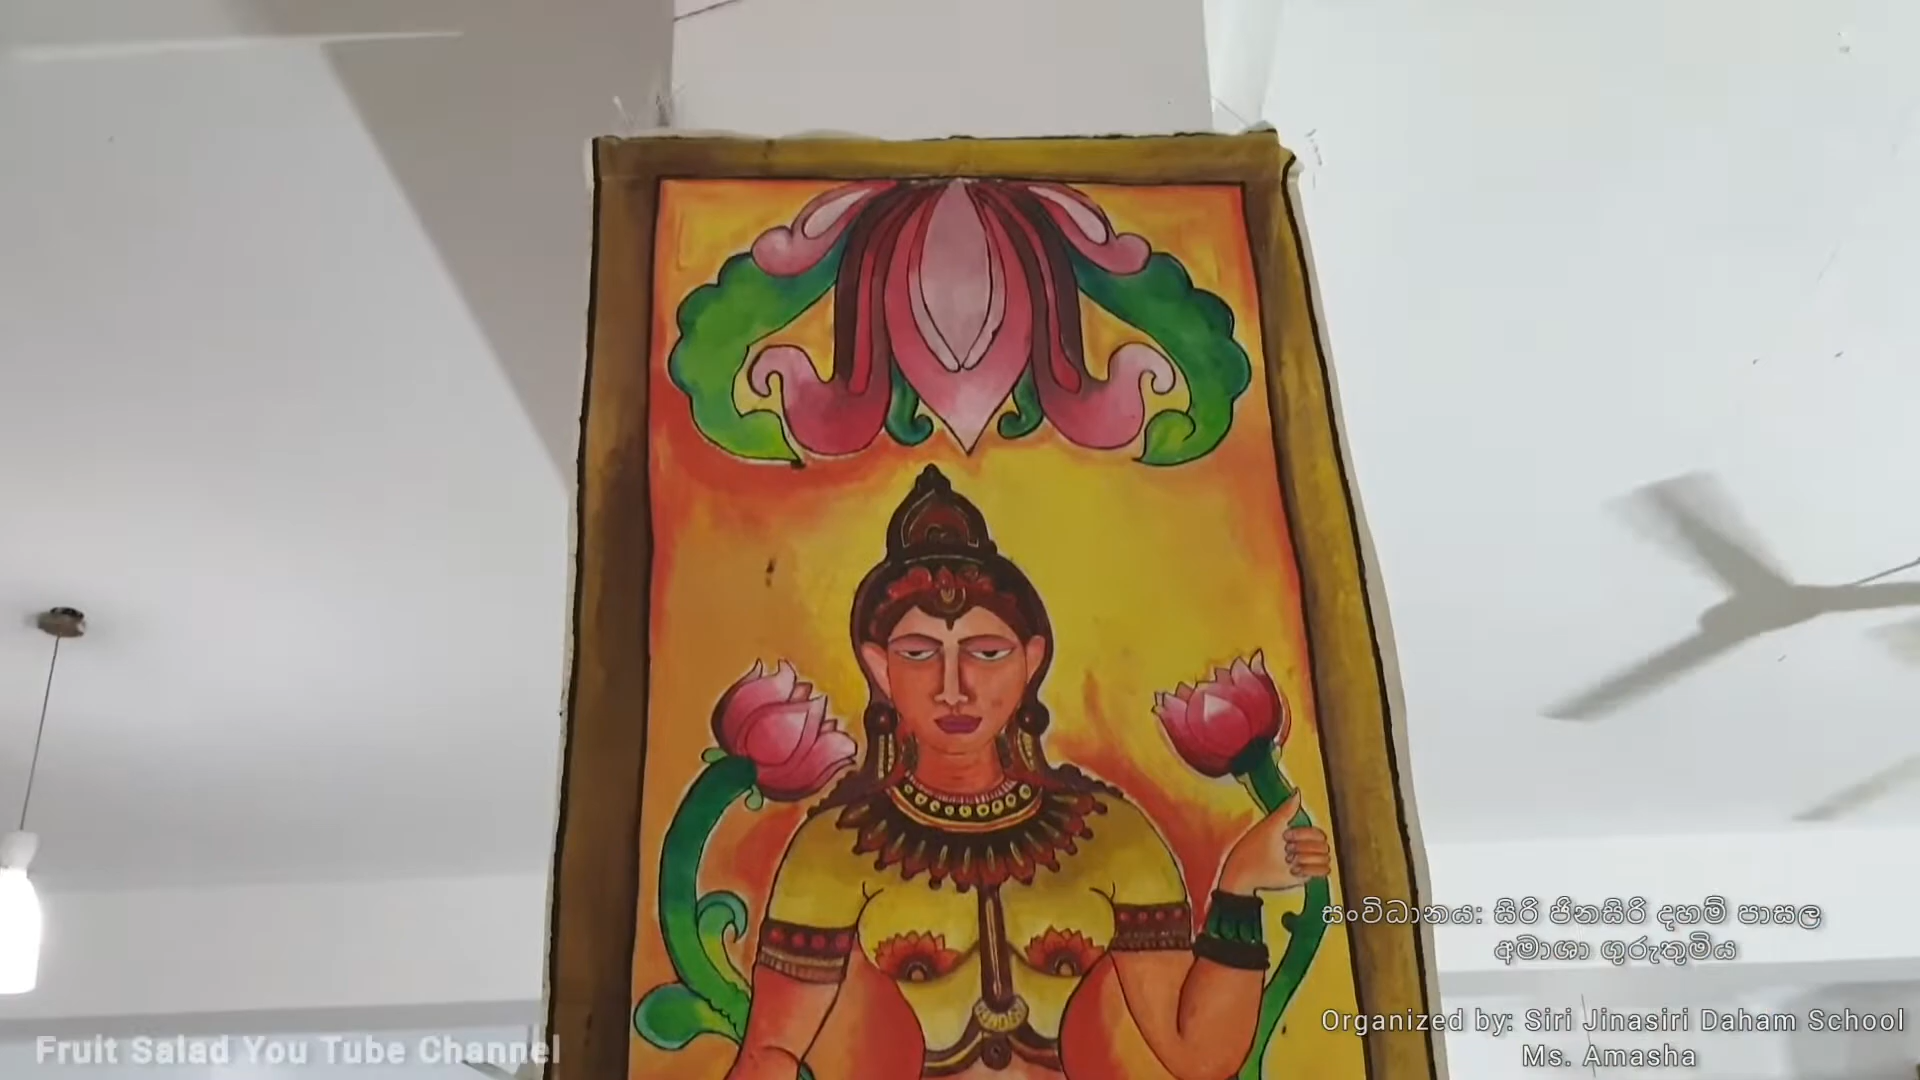 සංවිධානය: සිරි ජිනසිරි දහම් පාසල
අමාශා ගුරුතුමිය
Organized by: Siri Jinasiri Daham School
Ms. Amasha
Fruit Salad You Tube Channel